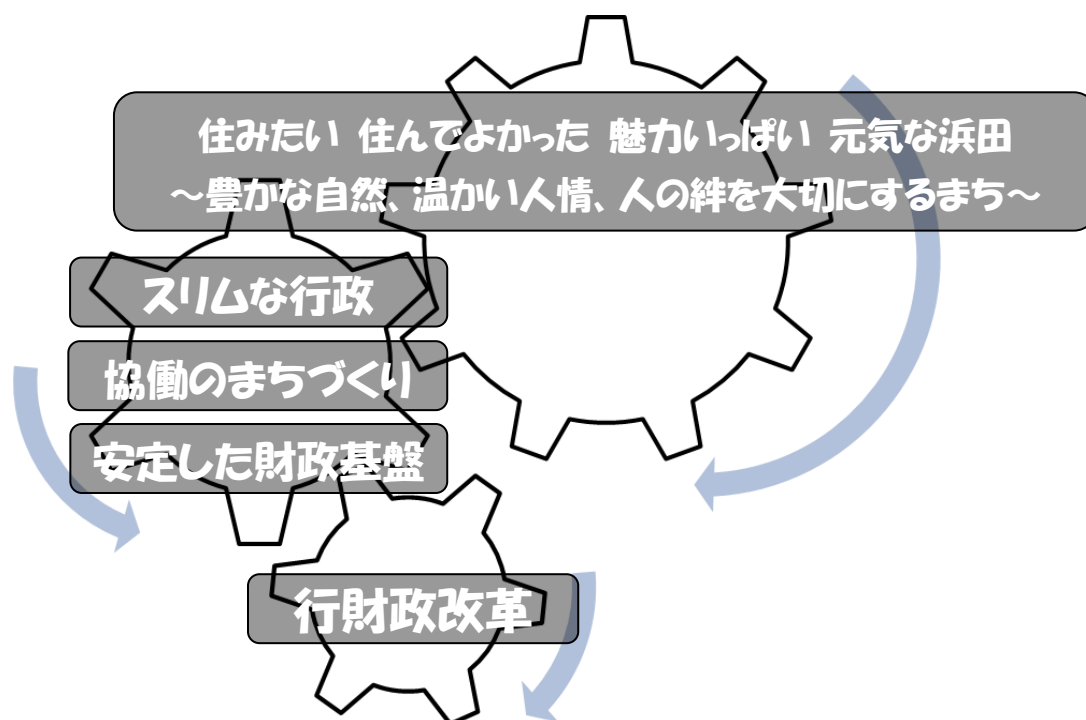 住みたい 住んでよかった 魅力いっぱい 元気な浜田
～豊かな自然、温かい人情、人の絆を大切にするまち～
スリムな行政
協働のまちづくり
安定した財政基盤
行財政改革